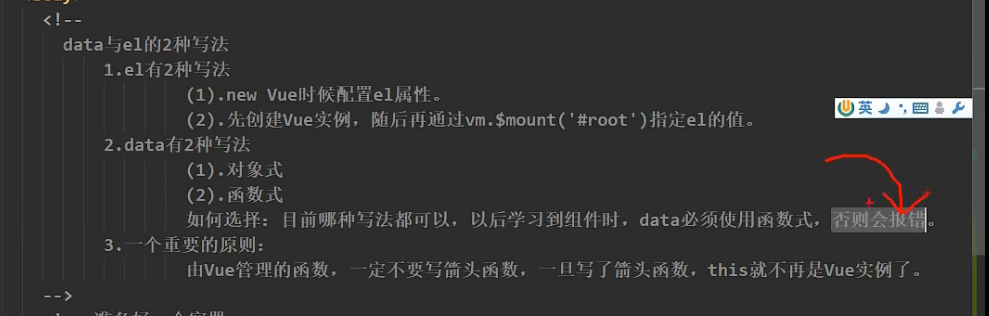 <body>
<!--
data与el的2种写法
1.el有2种写法
(1).new Vue时候配置el属性。
(2).先创建Vue实例，随后再通过vm.$mount('#root')指定el的值。
英
2.data有2种写法
(1).对象式
(2).函数式
如何选择：目前哪种写法都可以，以后学习到组件时，data必须使用函数式，否则会报错。
3.一个重要的原则：
由Vue管理的函数，一定不要写箭头函数，一旦写了箭头函数，this就不再是Vue实例了。
-->